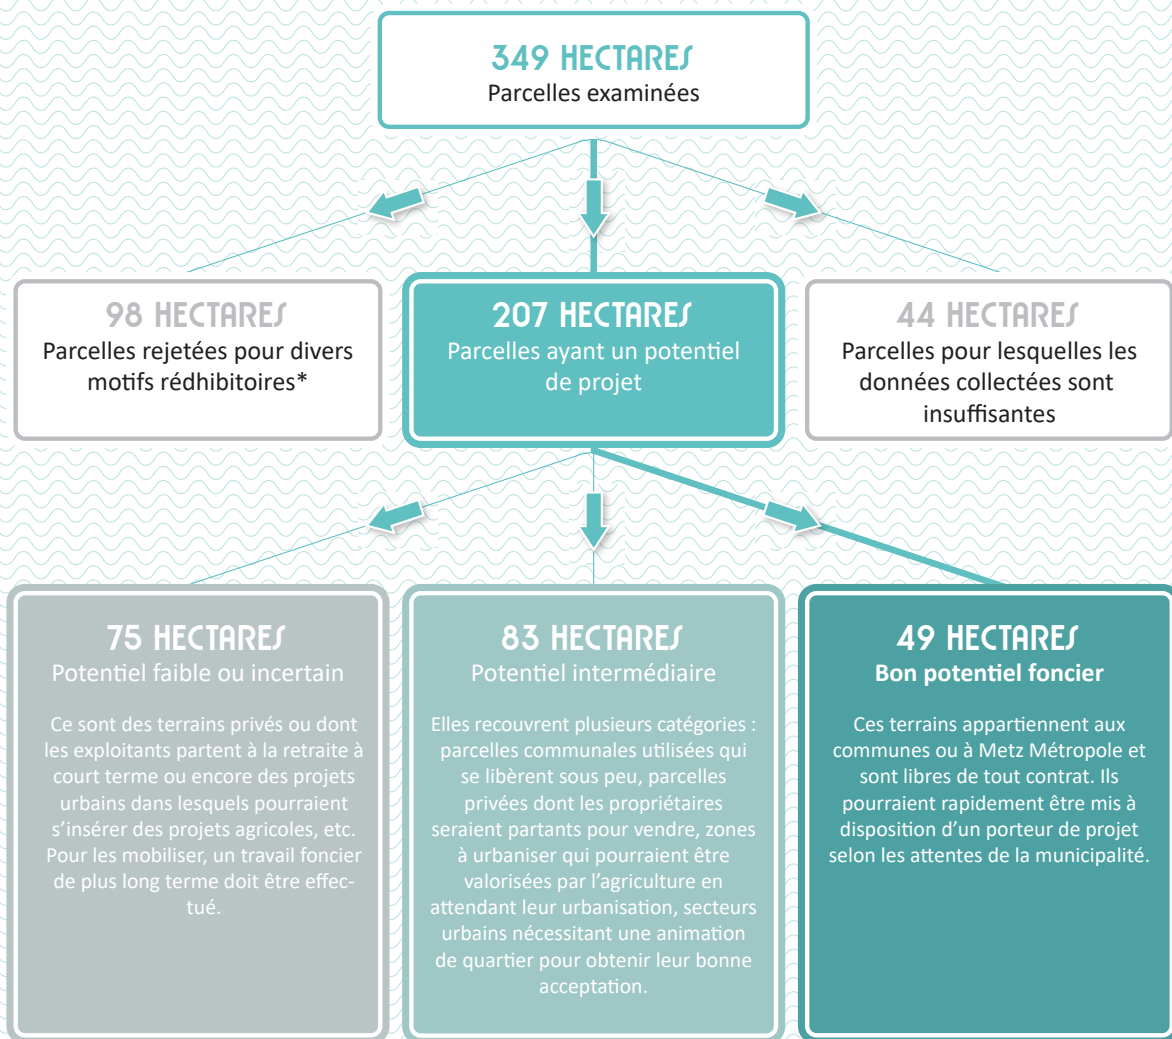 349 HECTARES
Parcelles examinées
98 HECTARES
Parcelles rejetées pour divers
motifs rédhibitoires*
207 HECTARES
Parcelles ayant un potentiel
de projet
44 HECTARES
Parcelles pour lesquelles les
données collectées sont
insuffisantes
75 HECTARES
Potentiel faible ou incertain
Ce sont des terrains privés ou dont
les exploitants partent à la retraite à
court terme ou encore des projets
urbains dans lesquels pourraient
s’insérer des projets agricoles, etc.
Pour les mobiliser, un travail foncier
de plus long terme doit être effec-
tué.
83 HECTARES
Potentiel intermédiaire
Elles recouvrent plusieurs catégories :
parcelles communales utilisées qui
se libèrent sous peu, parcelles
privées dont les propriétaires
seraient partants pour vendre, zones
à urbaniser qui pourraient être
valorisées par l’agriculture en
attendant leur urbanisation, secteurs
urbains nécessitant une animation
de quartier pour obtenir leur bonne
acceptation.
49 HECTARES
Bon potentiel foncier
Ces terrains appartiennent aux
communes ou à Metz Métropole et
sont libres de tout contrat. Ils
pourraient rapidement être mis à
disposition d’un porteur de projet
selon les attentes de la municipalité.